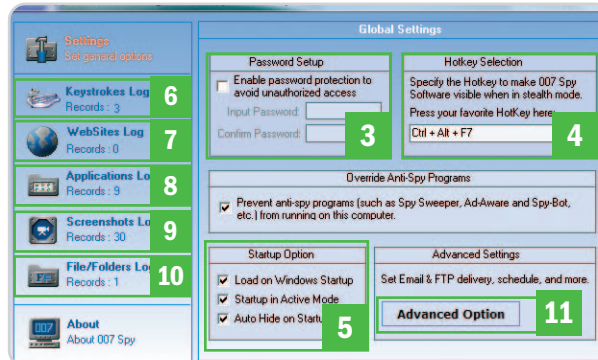 Settings
Set general options
Keystrokes Log
Records : 3
6
WebSites Log
Records : 0
7
Applications Lo
Records : 9
8
Screenshots Lo
Records : 30
9
File/Folders Lo
Records : 1
10
007
About
About 007 Spy
Global Settings
Password Setup
Enable password protection to
avoid unauthorized access
Input Password:
Confirm Password:
3
Hotkey Selection
Specify the Hotkey to make 007 Spy
Software visible when in stealth mode.
Press your favorite HotKey here:
Ctrl + Alt + F7
4
Override Anti-Spy Programs
Prevent anti-spy programs (such as Spy Sweeper, Ad-Aware and Spy-Bot,
etc.) from running on this computer.
Startup Option
Load on Windows Startup
Startup in Active Mode
Auto Hide on Startu
5
Advanced Settings
Set Email & FTP delivery, schedule, and more.
Advanced Option
11